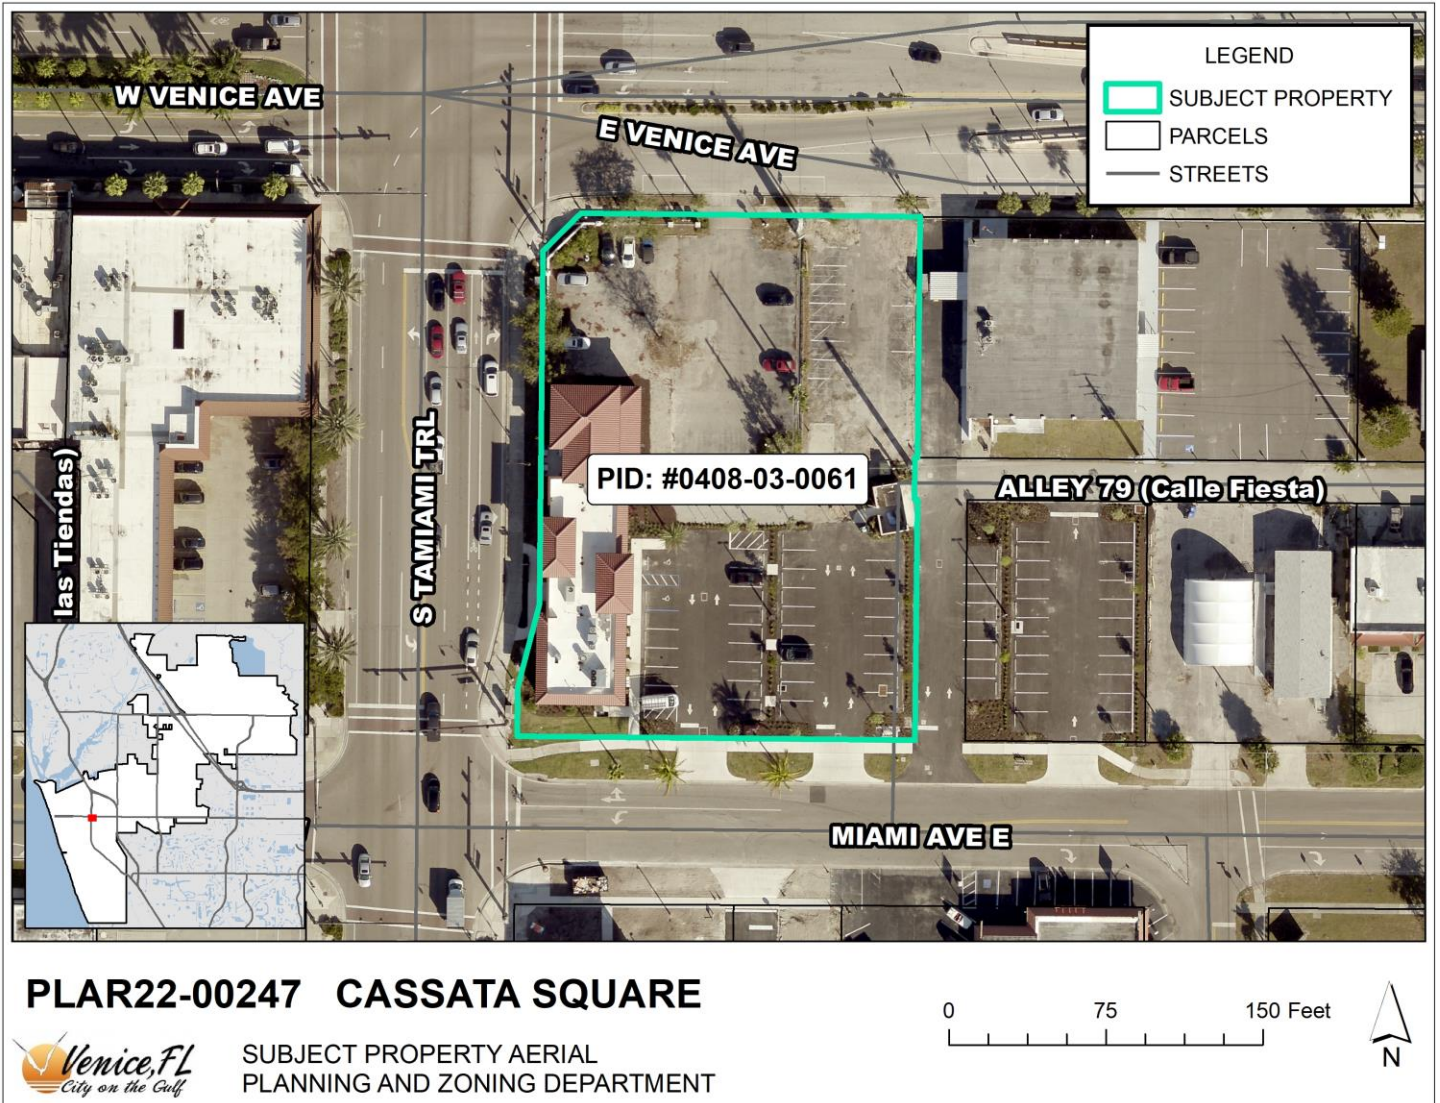 W VENICE AVE
E VENICE AVE
LEGEND
SUBJECT PROPERTY
PARCELS
STREETS
S TAMIAMI TRL
las Tiendas)
PID: #0408-03-0061
ALLEY 79 (Calle Fiesta)
MIAMI AVE E
PLAR22-00247 CASSATA SQUARE
0 75 150 Feet
N
Venice, FL
City on the Gulf
SUBJECT PROPERTY AERIAL
PLANNING AND ZONING DEPARTMENT